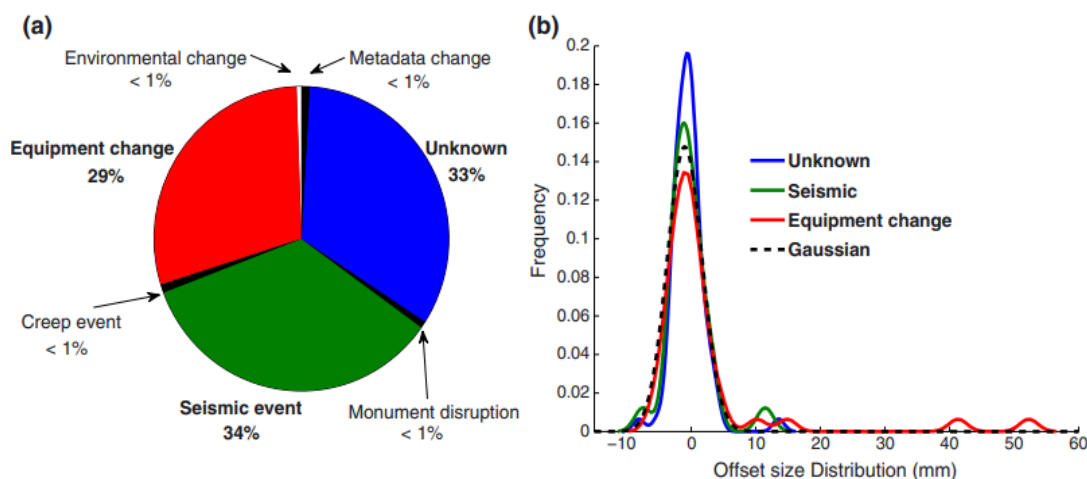 (a)
Environmental change
< 1%
Metadata change
< 1%
Equipment change
29%
Unknown
33%
Creep event
< 1%
Seismic event
34%
Monument disruption
< 1%
(b)
0.2
0.18
0.16
0.14
0.12
0.1
0.08
0.06
0.04
0.02
0
Frequency
Unknown
Seismic
Equipment change
Gaussian
−10 0 10 20 30 40 50 60
Offset size Distribution (mm)